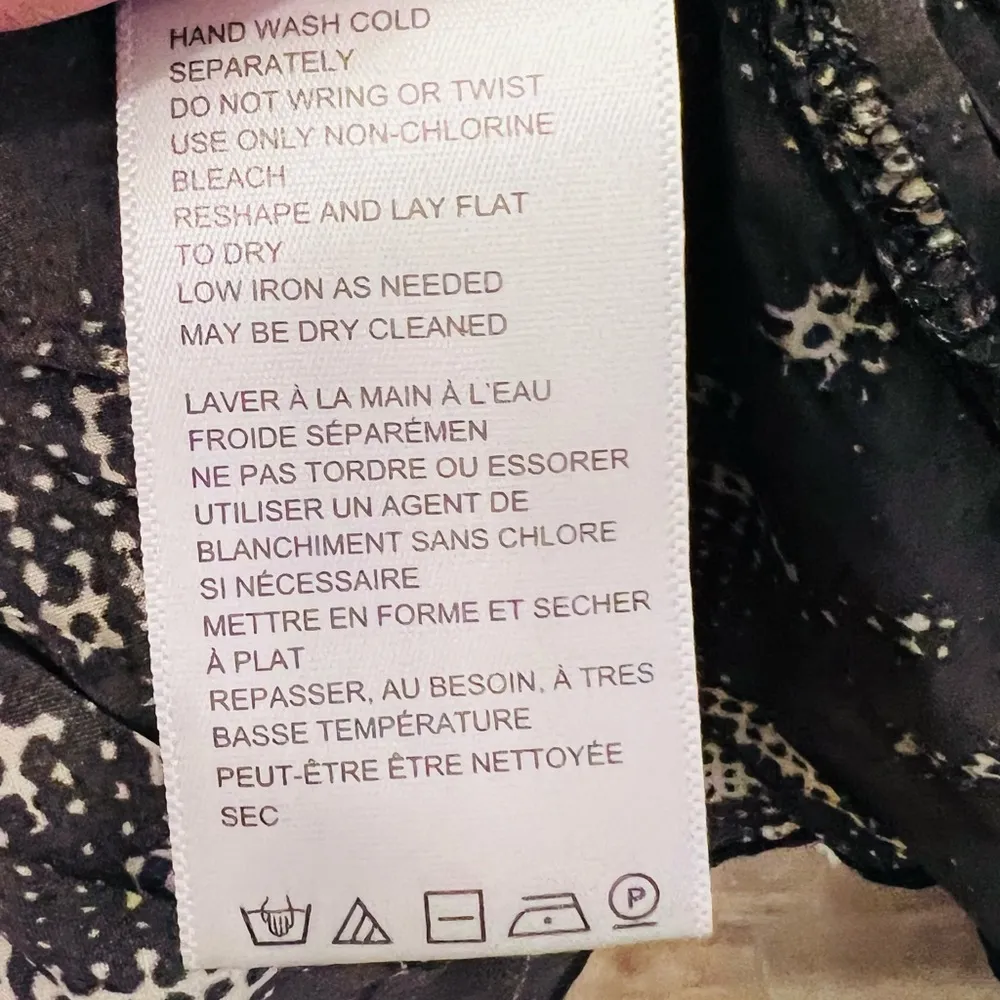 HAND WASH COLD
SEPARATELY
DO NOT WRING OR TWIST
USE ONLY NON-CHLORINE
BLEACH
RESHAPE AND LAY FLAT
TO DRY
LOW IRON AS NEEDED
MAY BE DRY CLEANED
LAVER À LA MAIN À L'EAU
FROIDE SÉPARÉMEN
NE PAS TORDRE OU ESSORER
UTILISER UN AGENT DE
BLANCHIMENT SANS CHLORE
SI NÉCESSAIRE
METTRE EN FORME ET SECHER
À PLAT
REPASSER, AU BESOIN, À TRES
BASSE TEMPÉRATURE
PEUT-ÊTRE ÊTRE NETTOYÉE
SEC
P